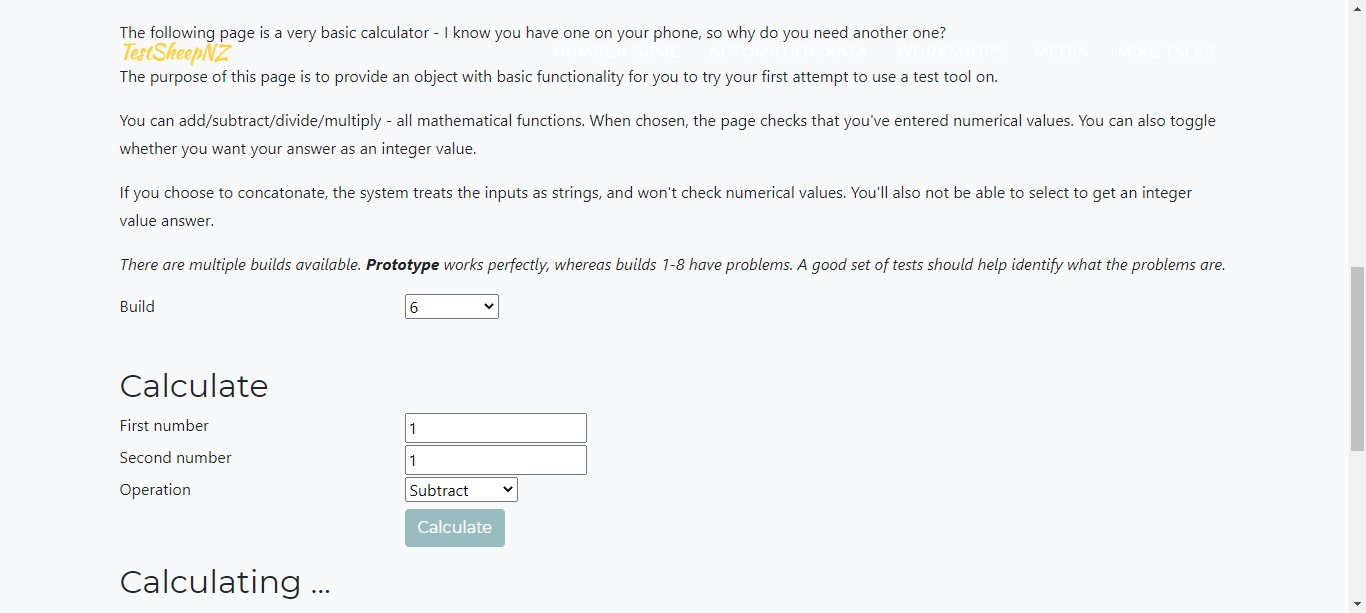 The following page is a very basic calculator - I know you have one on your phone, so why do you need another one?
TestSheepNZ NUMBER GAME AUTOMATION DATA WORKSHOPS MEDIA MIKE TALKS
The purpose of this page is to provide an object with basic functionality for you to try your first attempt to use a test tool on.
You can add/subtract/divide/multiply - all mathematical functions. When chosen, the page checks that you've entered numerical values. You can also toggle
whether you want your answer as an integer value.
If you choose to concatonate, the system treats the inputs as strings, and won't check numerical values. You'll also not be able to select to get an integer
value answer.
There are multiple builds available. Prototype works perfectly, whereas builds 1-8 have problems. A good set of tests should help identify what the problems are.
Build 6
Calculate
First number 1
Second number 1
Operation Subtract
Calculate
Calculating ...